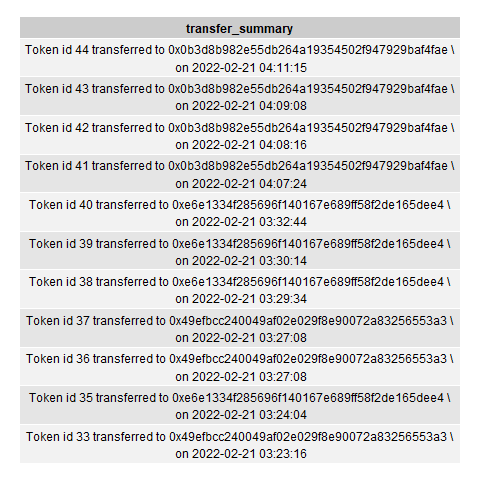 transfer_summary
Token id 44 transferred to 0x0b3d8b982e55db264a19354502f947929baf4fae \
on 2022-02-21 04:11:15
Token id 43 transferred to 0x0b3d8b982e55db264a19354502f947929baf4fae \
on 2022-02-21 04:09:08
Token id 42 transferred to 0x0b3d8b982e55db264a19354502f947929baf4fae \
on 2022-02-21 04:08:16
Token id 41 transferred to 0x0b3d8b982e55db264a19354502f947929baf4fae \
on 2022-02-21 04:07:24
Token id 40 transferred to 0xe6e1334f285696f140167e689ff58f2de165dee4 \
on 2022-02-21 03:32:44
Token id 39 transferred to 0xe6e1334f285696f140167e689ff58f2de165dee4 \
on 2022-02-21 03:30:14
Token id 38 transferred to 0xe6e1334f285696f140167e689ff58f2de165dee4 \
on 2022-02-21 03:29:34
Token id 37 transferred to 0x49efbcc240049af02e029f8e90072a83256553a3 \
on 2022-02-21 03:27:08
Token id 36 transferred to 0x49efbcc240049af02e029f8e90072a83256553a3 \
on 2022-02-21 03:27:08
Token id 35 transferred to 0xe6e1334f285696f140167e689ff58f2de165dee4 \
on 2022-02-21 03:24:04
Token id 33 transferred to 0x49efbcc240049af02e029f8e90072a83256553a3 \
on 2022-02-21 03:23:16